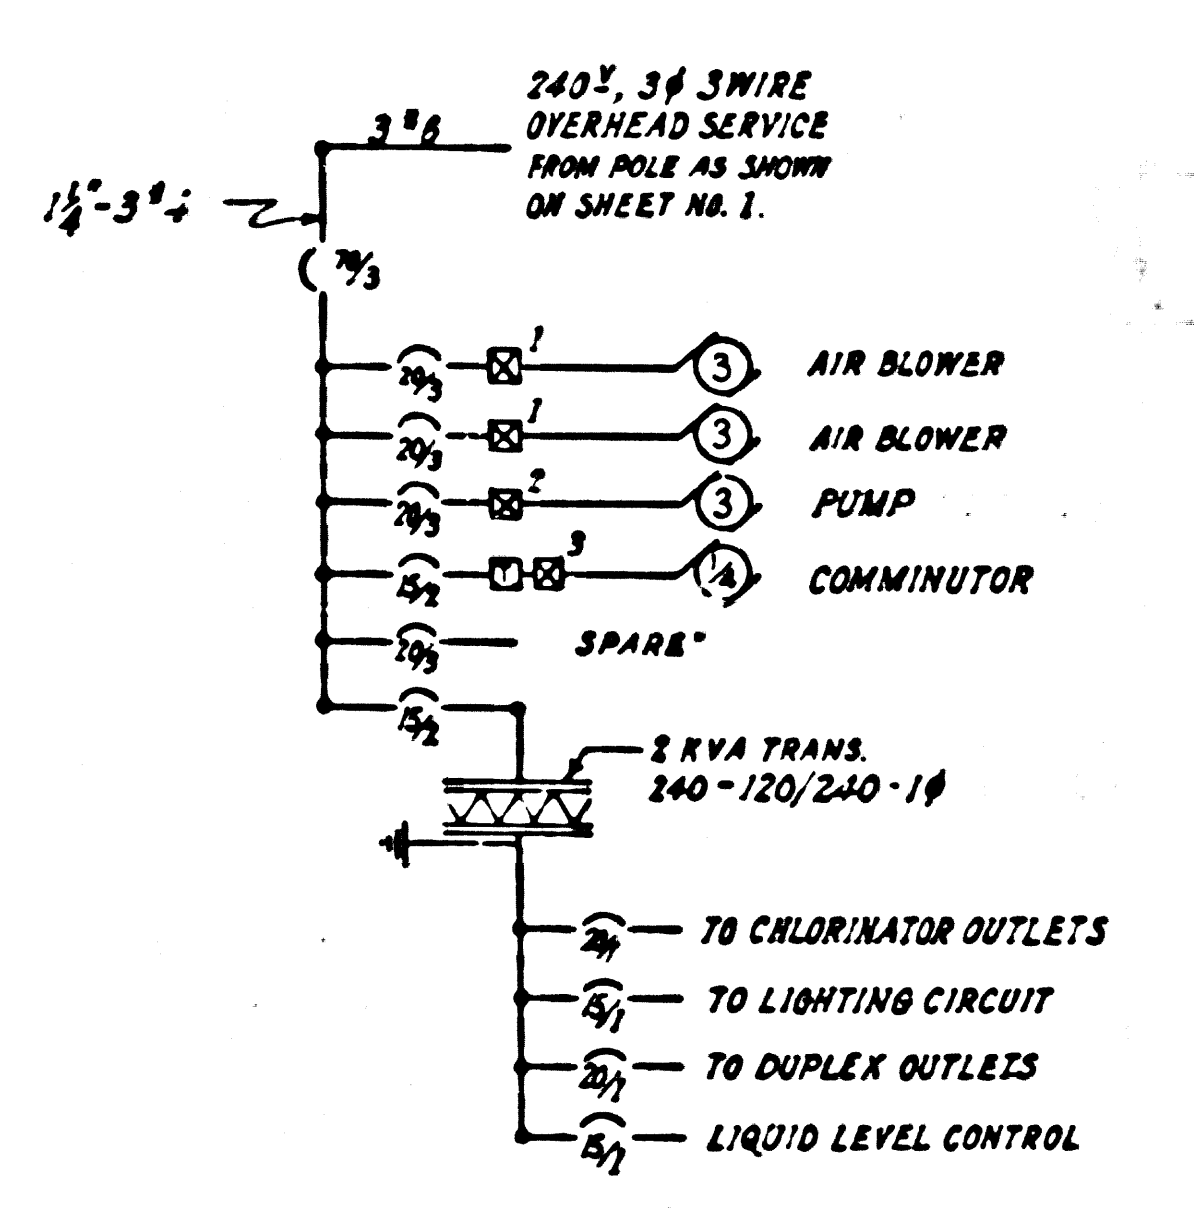 240V, 3ϕ 3WIRE
OVERHEAD SERVICE
FROM POLE AS SHOWN
ON SHEET NO. 1.
3 #6
1¼"-3#4
70/3
20/3
1
3
AIR BLOWER
20/3
1
3
AIR BLOWER
20/3
2
3
PUMP
15/2
T
3
1/4
COMMINUTOR
20/3
SPARE"
15/2
2 KVA TRANS.
240-120/240-1ϕ
20/1
TO CHLORINATOR OUTLETS
15/1
TO LIGHTING CIRCUIT
20/1
TO DUPLEX OUTLETS
15/1
LIQUID LEVEL CONTROL